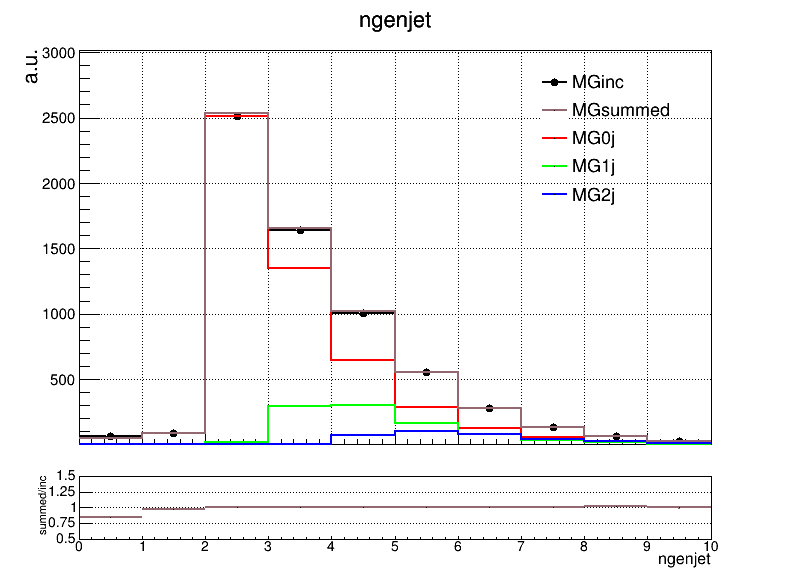 ngenjet
a.u.
3000
2500
2000
1500
1000
500
MGinc
MGsummed
MG0j
MG1j
MG2j
summed/inc
1.5
1.25
1
0.75
0.5
0 1 2 3 4 5 6 7 8 9 10
ngenjet